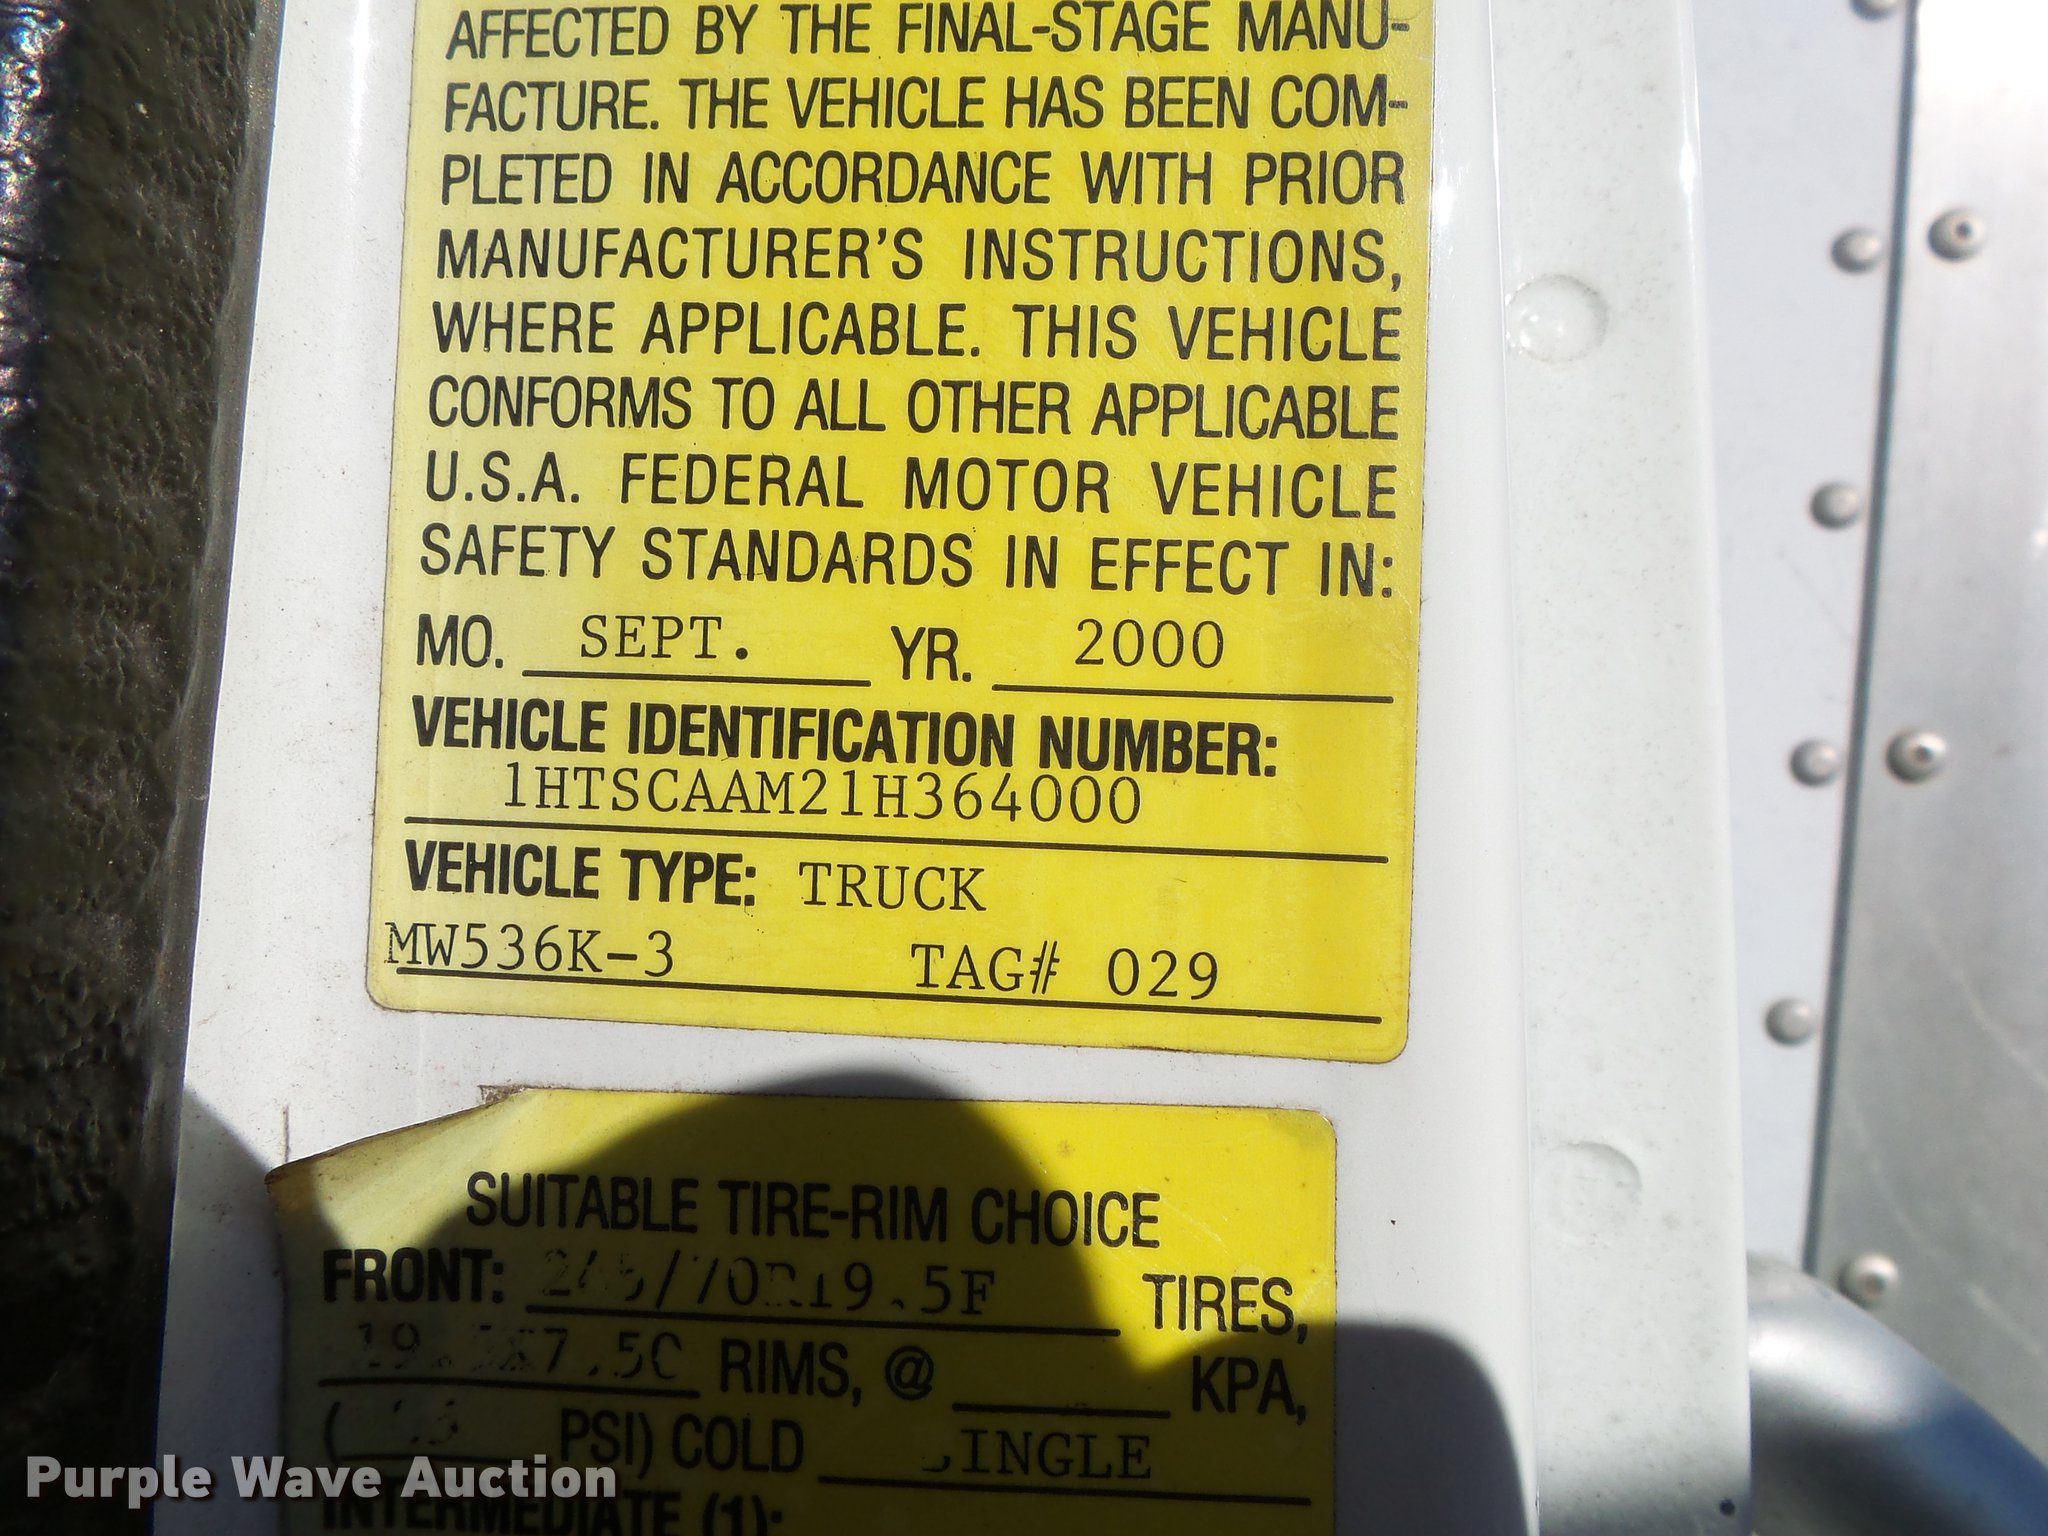 AFFECTED BY THE FINAL-STAGE MANU-
FACTURE. THE VEHICLE HAS BEEN COM-
PLETED IN ACCORDANCE WITH PRIOR
MANUFACTURER'S INSTRUCTIONS,
WHERE APPLICABLE. THIS VEHICLE
CONFORMS TO ALL OTHER APPLICABLE
U.S.A. FEDERAL MOTOR VEHICLE
SAFETY STANDARDS IN EFFECT IN:
MO. SEPT. YR. 2000
VEHICLE IDENTIFICATION NUMBER:
1HTSCAAM21H364000
VEHICLE TYPE: TRUCK
MW536K-3 TAG# 029
SUITABLE TIRE-RIM CHOICE
FRONT: TIRES,
RIMS, @ KPA,
PSI) COLD SINGLE
INTERMEDIATE (1):
Purple Wave Auction